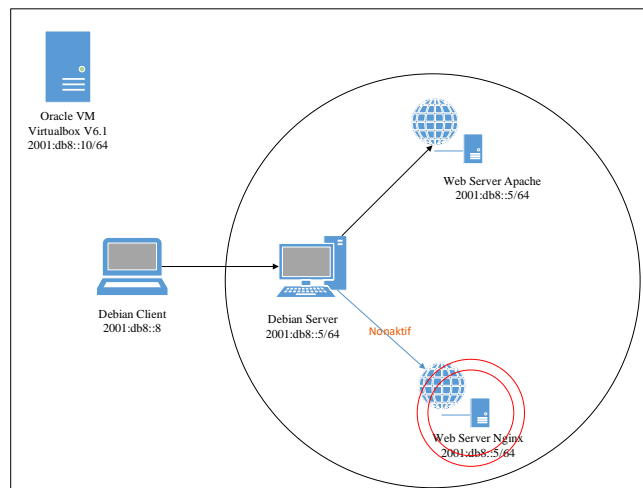 Oracle VM
Virtualbox V6.1
2001:db8::10/64
Web Server Apache
2001:db8::5/64
Debian Client
2001:db8::8
Debian Server
2001:db8::5/64
Nonaktif
Web Server Nginx
2001:db8::5/64